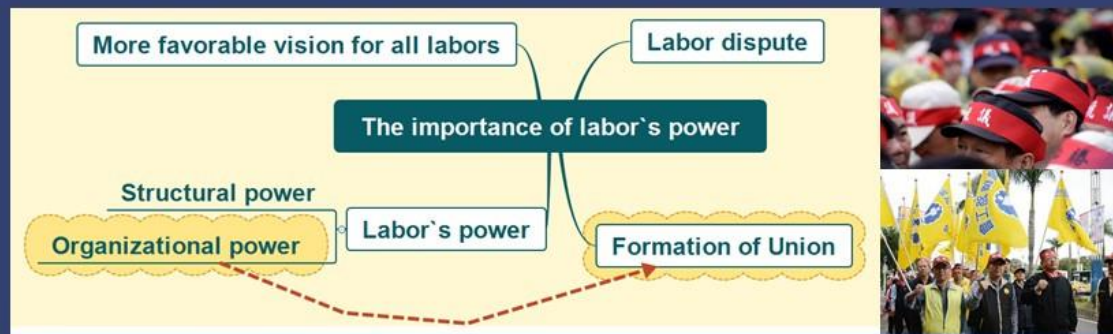 More favorable vision for all labors
Labor dispute
The importance of labor`s power
Structural power
Organizational power
Labor`s power
Formation of Union